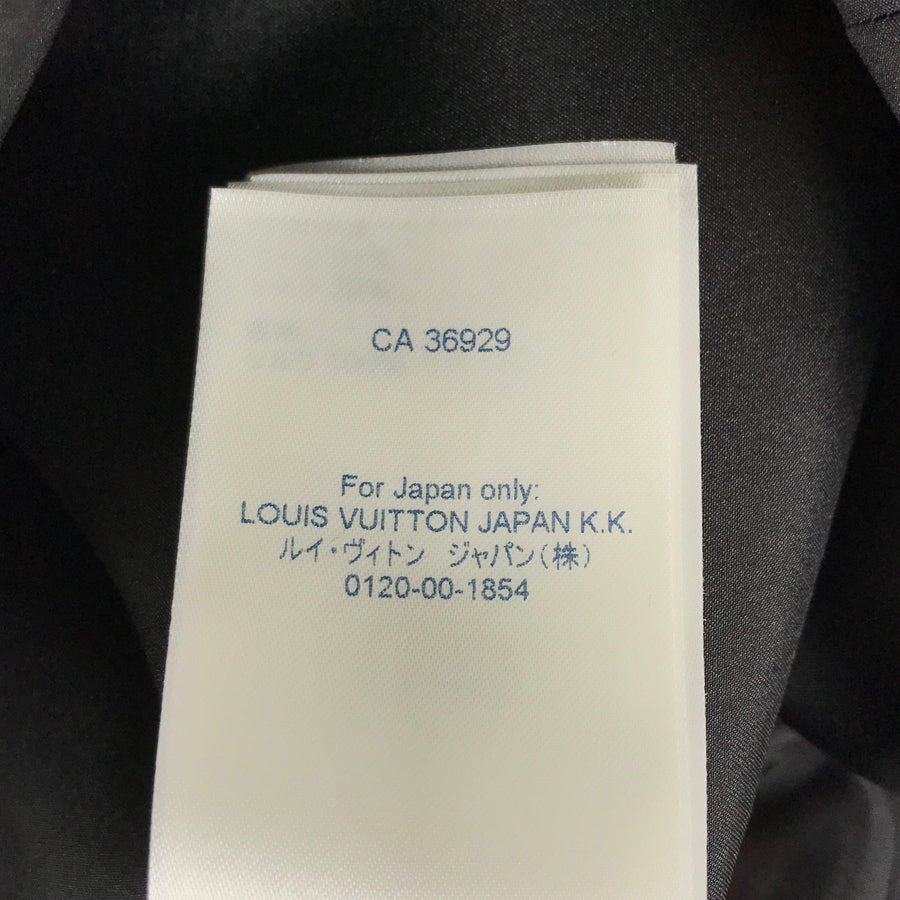 CA 36929
For Japan only:
LOUIS VUITTON JAPAN K.K.
ルイ・ヴィトン　ジャパン(株)
0120-00-1854